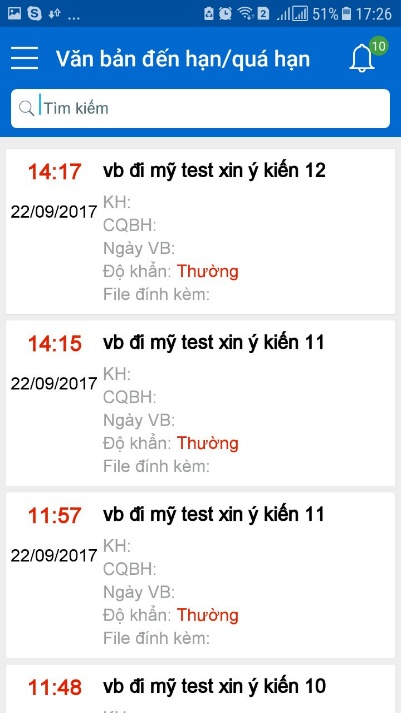 ... 2 51% 17:26
Văn bản đến hạn/quá hạn 10
Tìm kiếm
14:17 vb đi mỹ test xin ý kiến 12
22/09/2017
KH:
CQBH:
Ngày VB:
Độ khẩn: Thường
File đính kèm:
14:15 vb đi mỹ test xin ý kiến 11
22/09/2017
KH:
CQBH:
Ngày VB:
Độ khẩn: Thường
File đính kèm:
11:57 vb đi mỹ test xin ý kiến 11
22/09/2017
KH:
CQBH:
Ngày VB:
Độ khẩn: Thường
File đính kèm:
11:48 vb đi mỹ test xin ý kiến 10